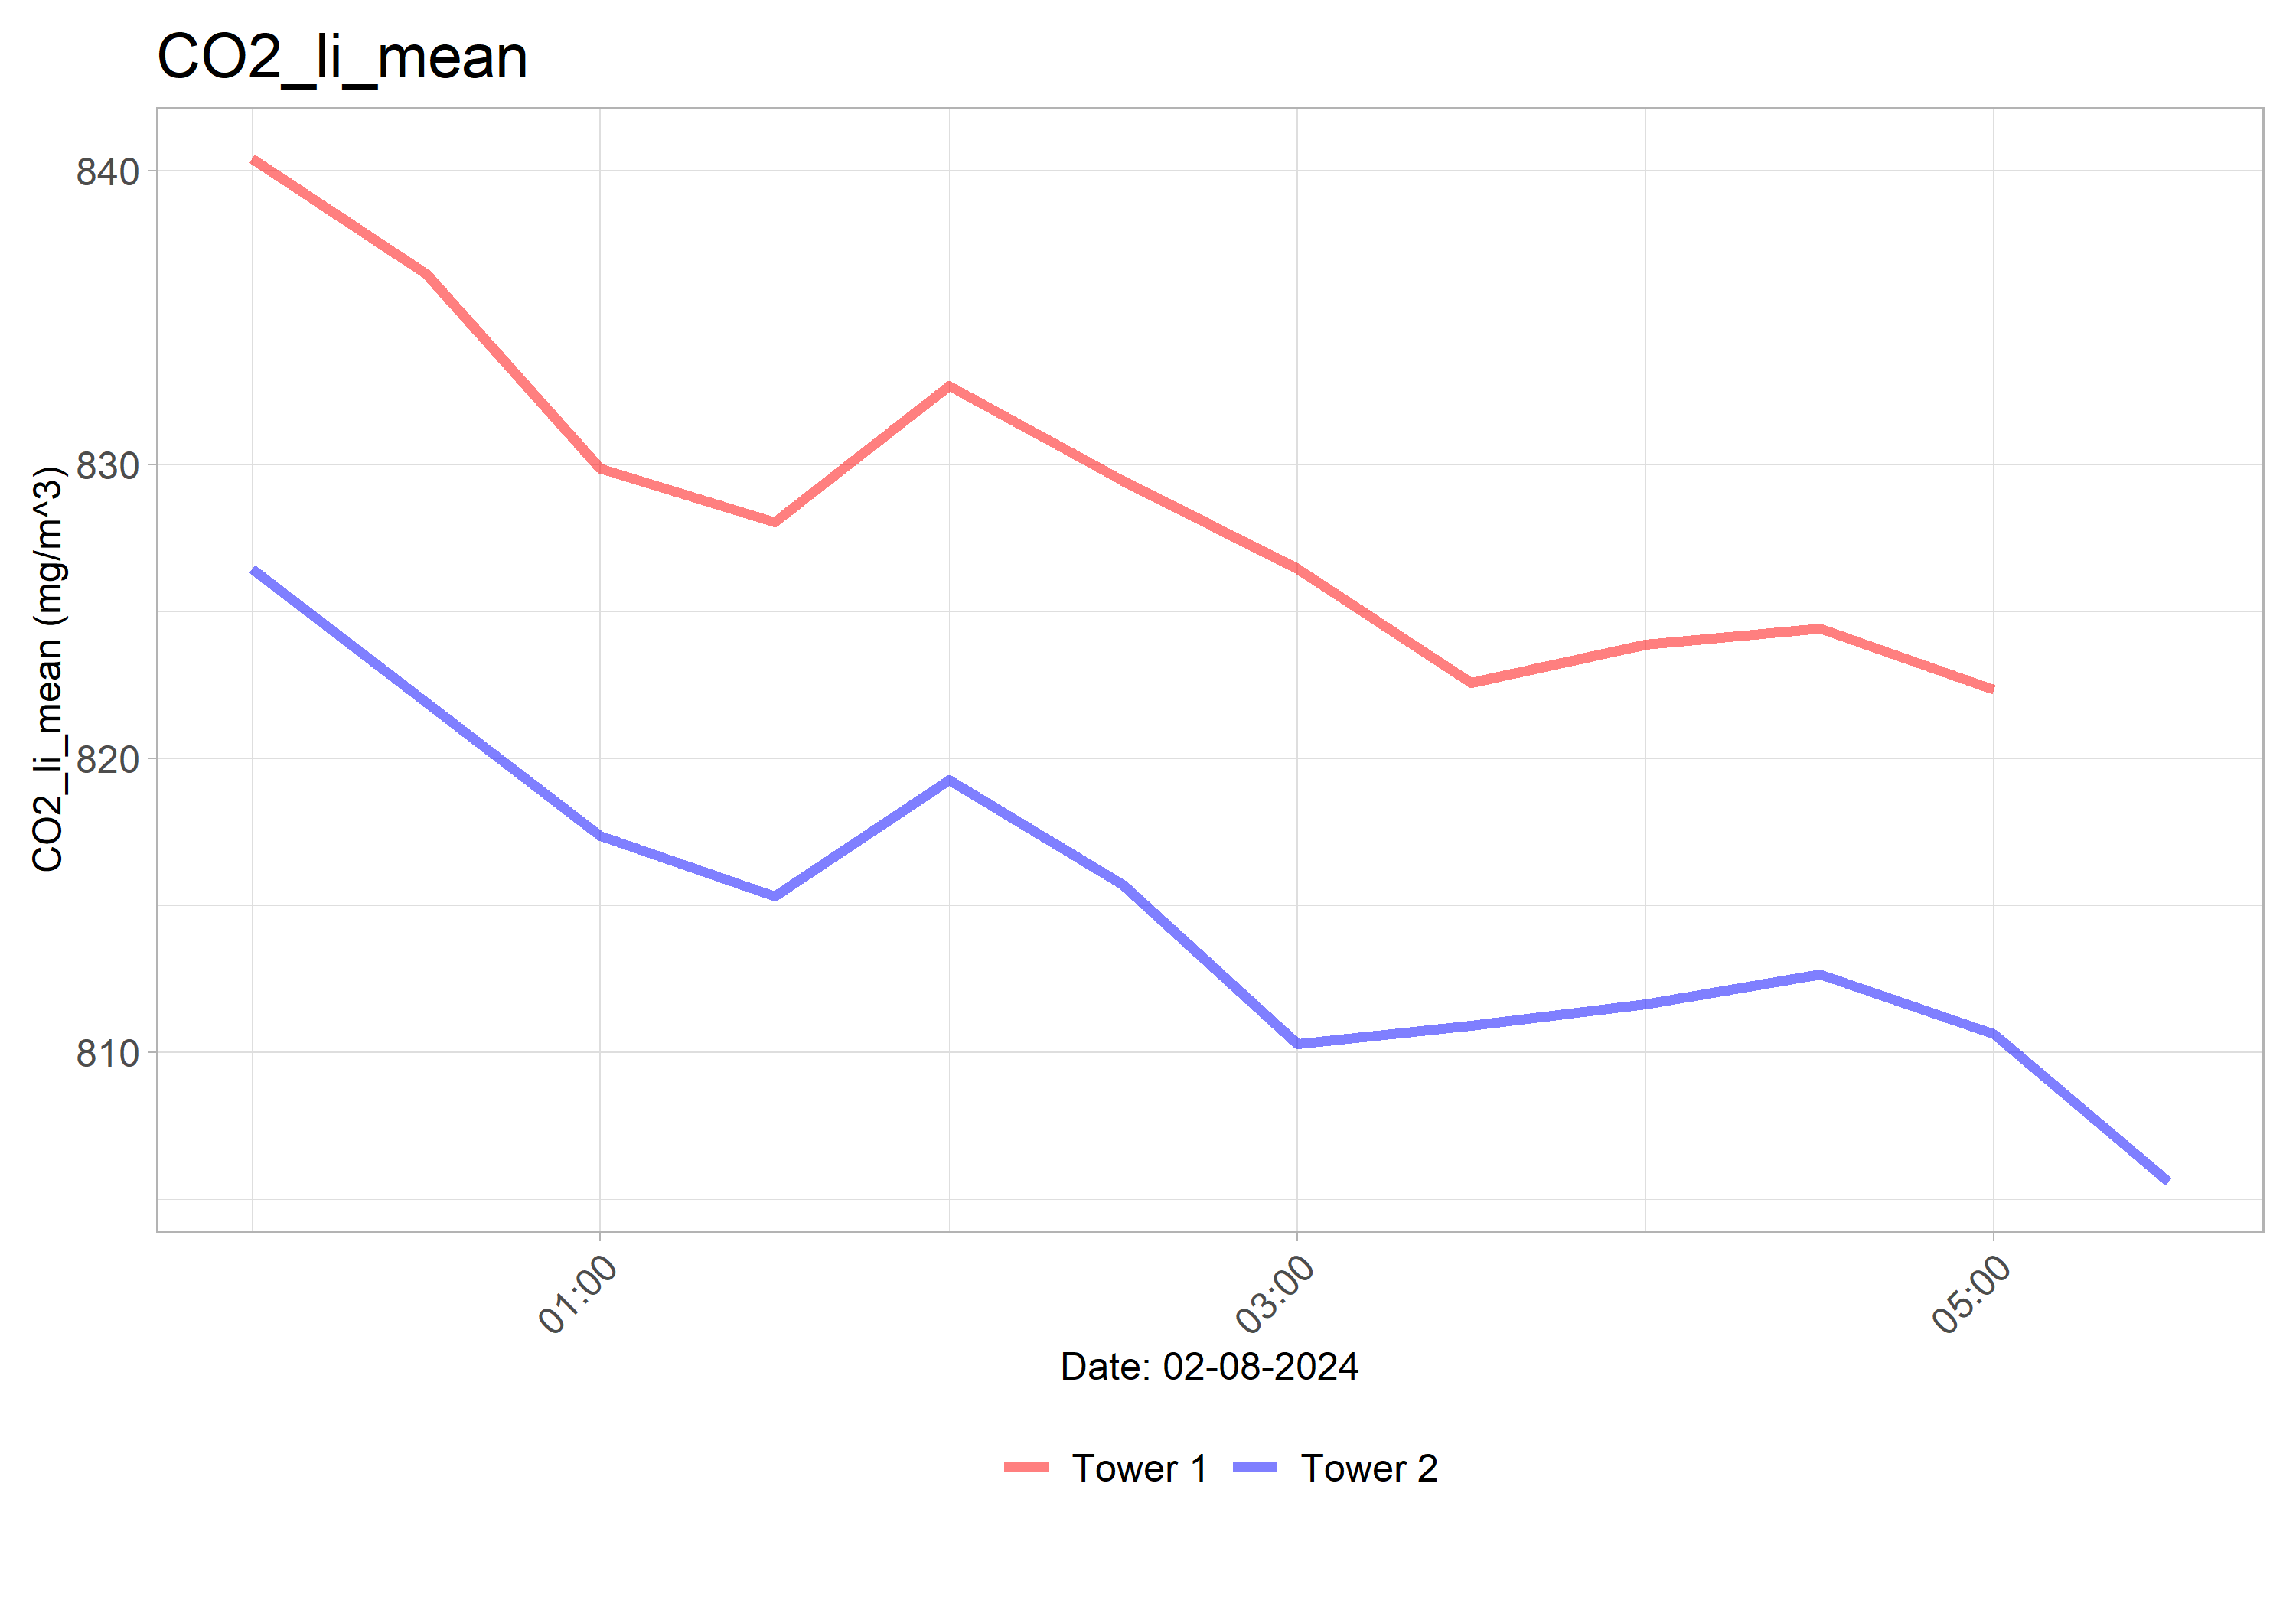 CO2_li_mean
CO2_li_mean (mg/m^3)
840
830
820
810
01:00
03:00
05:00
Date: 02-08-2024
Tower 1
Tower 2